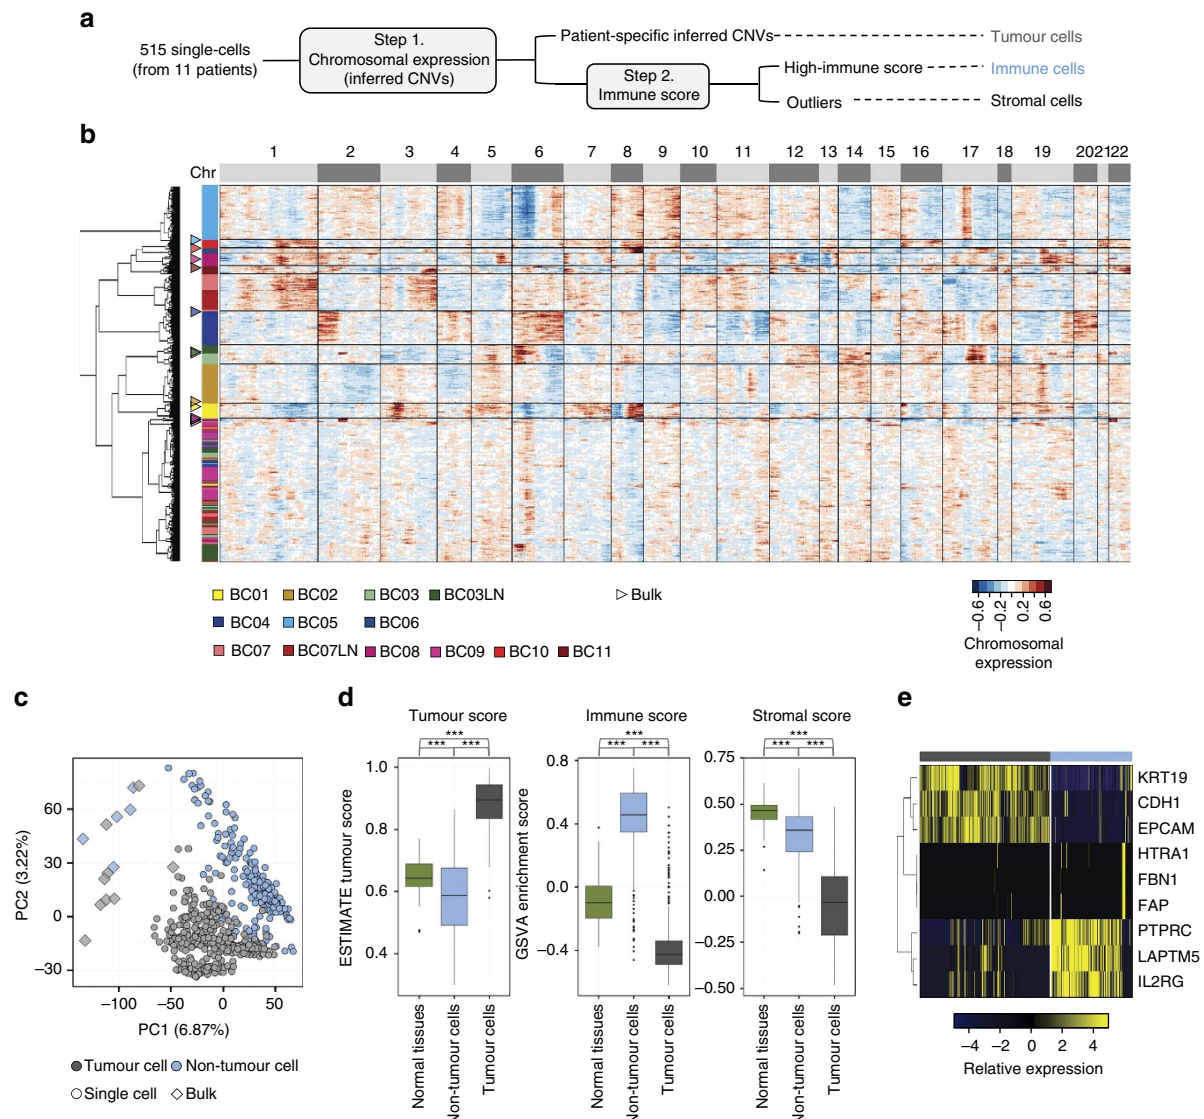 a
515 single-cells
(from 11 patients)
Step 1.
Chromosomal expression
(inferred CNVs)
Patient-specific inferred CNVs
Tumour cells
Step 2.
Immune score
High-immune score
Immune cells
Outliers
Stromal cells
b
Chr 1 2 3 4 5 6 7 8 9 10 11 12 13 14 15 16 17 18 19 202122
BC01 BC02 BC03 BC03LN Bulk
BC04 BC05 BC06
BC07 BC07LN BC08 BC09 BC10 BC11
−0.6 −0.2 0.2 0.6
Chromosomal
expression
c
PC2 (3.22%)
60
30
0
−30
−100 −50 0 50
PC1 (6.87%)
Tumour cell Non-tumour cell
Single cell Bulk
d
Tumour score
*** *** ***
ESTIMATE tumour score
1.0
0.8
0.6
0.4
Normal tissues
Non-tumour cells
Tumour cells
Immune score
*** *** ***
GSVA enrichment score
0.8
0.4
0.0
−0.4
Normal tissues
Non-tumour cells
Tumour cells
Stromal score
*** *** ***
0.75
0.50
0.25
0.00
−0.25
−0.50
Normal tissues
Non-tumour cells
Tumour cells
e
KRT19
CDH1
EPCAM
HTRA1
FBN1
FAP
PTPRC
LAPTM5
IL2RG
−4 −2 0 2 4
Relative expression